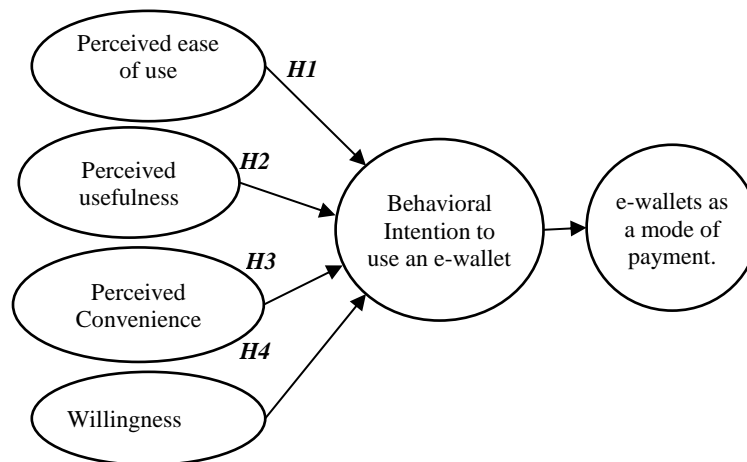 Perceived ease
of use
H1
Perceived
usefulness
H2
Perceived
Convenience
H3
Willingness
H4
Behavioral
Intention to
use an e-wallet
e-wallets as
a mode of
payment.